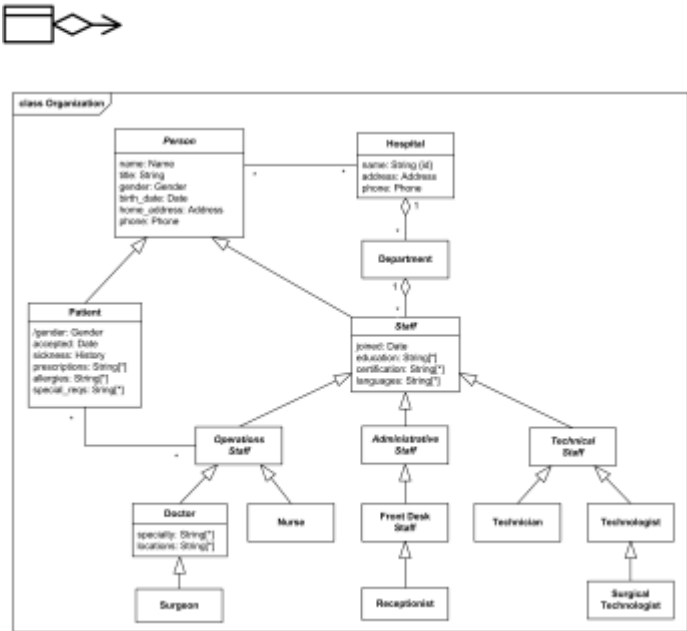 class Organization
Person
name: Name
title: String
gender: Gender
birth_date: Date
home_address: Address
phone: Phone
Hospital
name: String (id)
address: Address
phone: Phone
*
*
1
*
Department
1
*
Patient
/gender: Gender
accepted: Date
sickness: History
prescriptions: String[*]
allergies: String[*]
special_reqs: Sring[*]
Staff
joined: Date
education: String[*]
certification: String[*]
languages: String[*]
*
*
Operations
Staff
Administrative
Staff
Technical
Staff
Doctor
specialty: String[*]
locations: String[*]
Nurse
Front Desk
Staff
Technician
Technologist
Surgeon
Receptionist
Surgical
Technologist